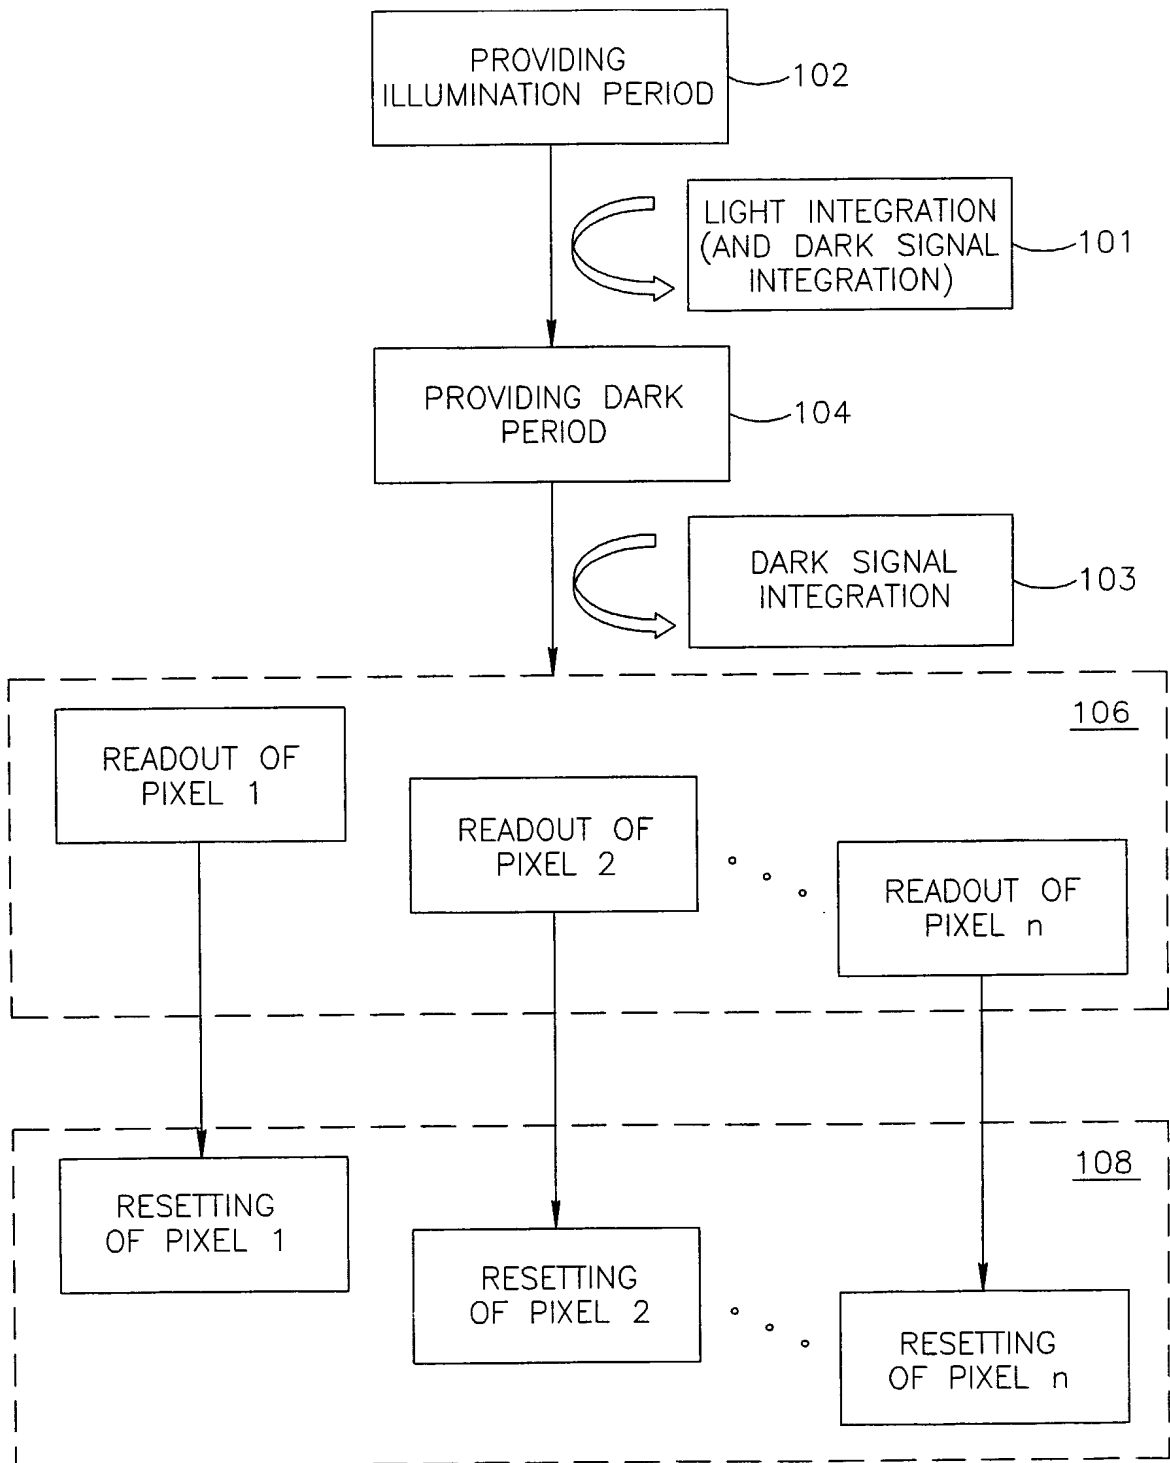 PROVIDING
ILLUMINATION PERIOD
102
LIGHT INTEGRATION
(AND DARK SIGNAL
INTEGRATION)
101
PROVIDING DARK
PERIOD
104
DARK SIGNAL
INTEGRATION
103
106
READOUT OF
PIXEL 1
READOUT OF
PIXEL 2
READOUT OF
PIXEL n
108
RESETTING
OF PIXEL 1
RESETTING
OF PIXEL 2
RESETTING
OF PIXEL n